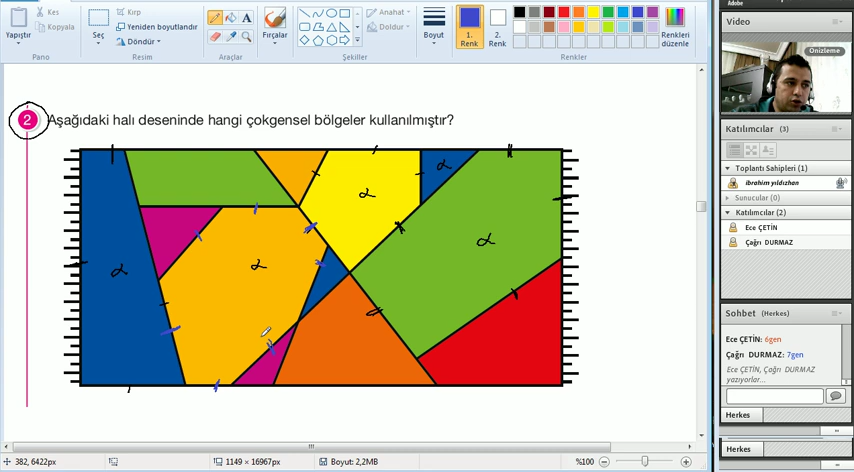 Adobe
Kes
Kopyala
Yapıştır
Pano
Seç
Kırp
Yeniden boyutlandır
Döndür
Resim
A
Araçlar
Fırçalar
Anahat
Doldur
Şekiller
Boyut
1.
Renk
2.
Renk
Renkleri
düzenle
Renkler
2 Aşağıdaki halı deseninde hangi çokgensel bölgeler kullanılmıştır?
α
α
α
α
α
382, 6422px
1149 × 16967px
Boyut: 2,2MB
%100
Video
Önizleme
Katılımcılar (3)
Toplantı Sahipleri (1)
ibrahim yıldızhan
Sunucular (0)
Katılımcılar (2)
Ece ÇETİN
Çağrı DURMAZ
Sohbet (Herkes)
Ece ÇETİN: 6gen
Çağrı DURMAZ: 7gen
Ece ÇETİN, Çağrı DURMAZ
yazıyorlar...
Herkes
Herkes